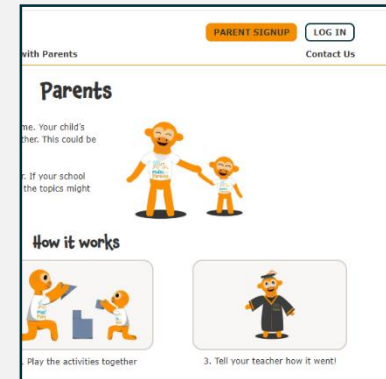 PARENT SIGNUP LOG IN
with Parents Contact Us
Parents
me. Your child's
her. This could be
r. If your school
the topics might
How it works
. Play the activities together
3. Tell your teacher how it went!